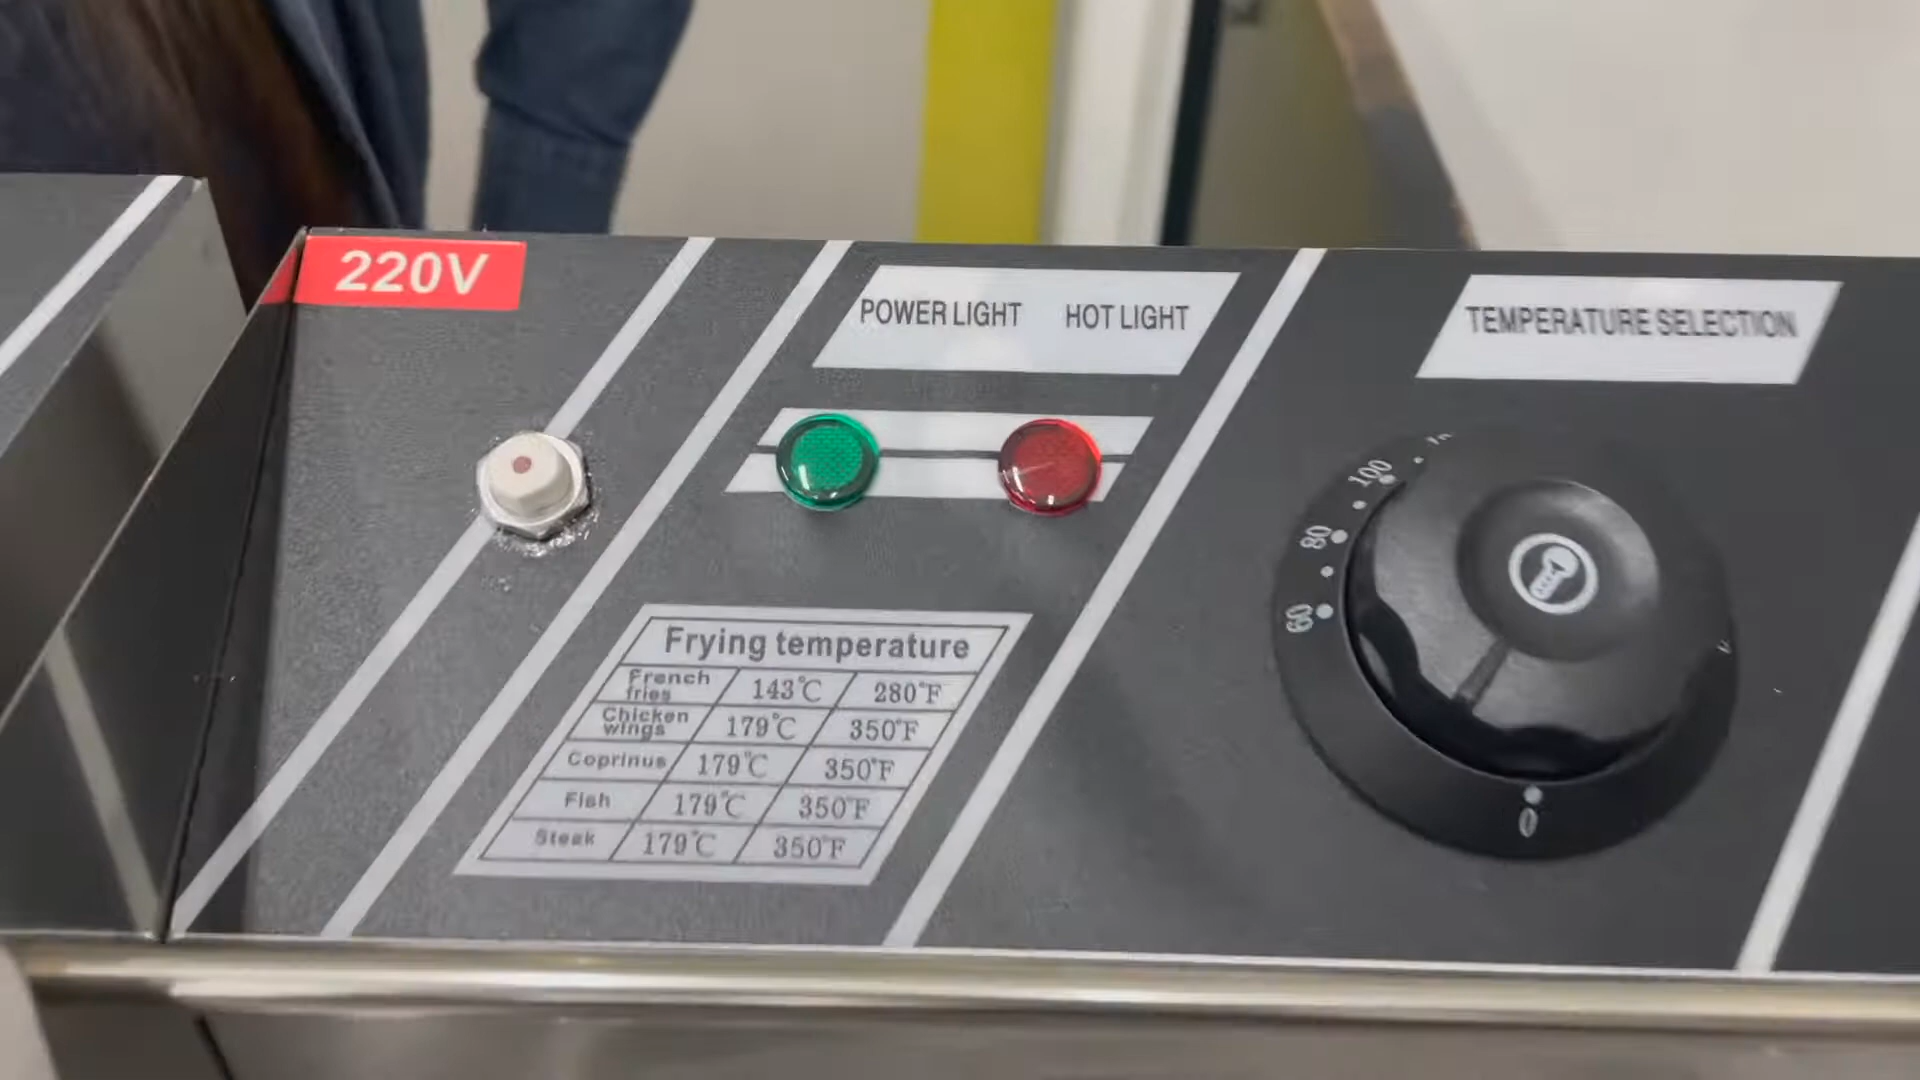 220V
POWER LIGHT HOT LIGHT
TEMPERATURE SELECTION
100
80
60
0
Frying temperature
French fries 143℃ 280°F
Chicken wings 179℃ 350°F
Coprinus 179℃ 350°F
Fish 179℃ 350°F
Steak 179℃ 350°F